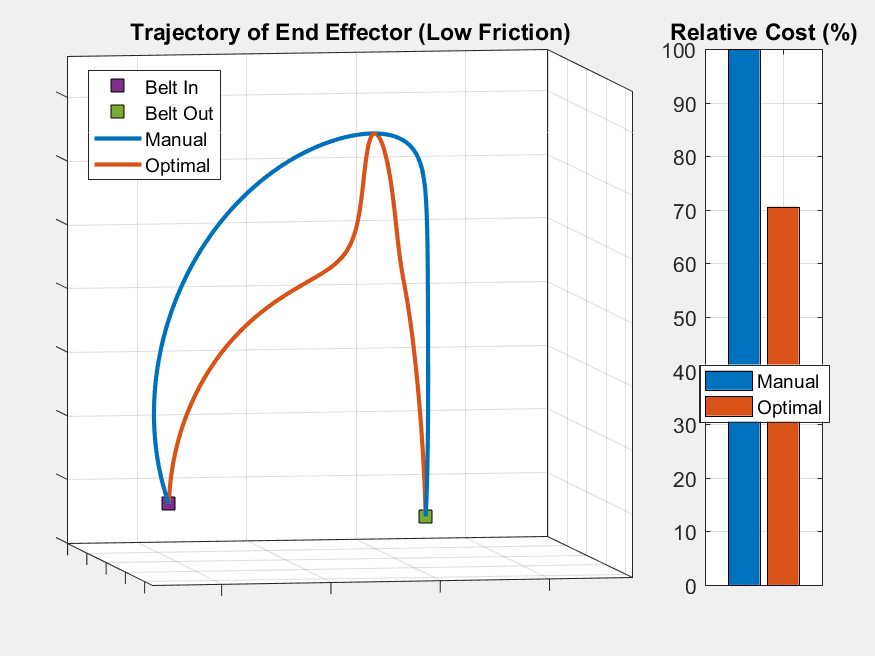 Trajectory of End Effector (Low Friction)
Belt In
Belt Out
Manual
Optimal
Relative Cost (%)
100
90
80
70
60
50
40
30
20
10
0
Manual
Optimal